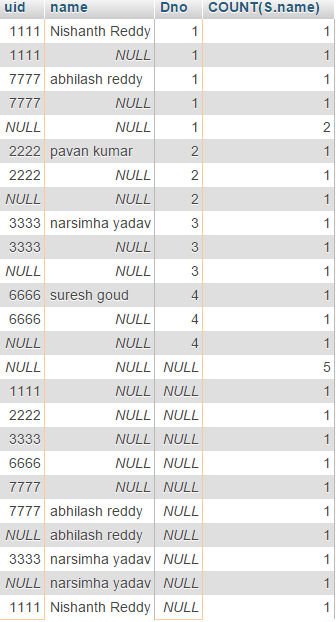 uid name Dno COUNT(S.name)
1111 Nishanth Reddy 1 1
1111 NULL 1 1
7777 abhilash reddy 1 1
7777 NULL 1 1
NULL NULL 1 2
2222 pavan kumar 2 1
2222 NULL 2 1
NULL NULL 2 1
3333 narsimha yadav 3 1
3333 NULL 3 1
NULL NULL 3 1
6666 suresh goud 4 1
6666 NULL 4 1
NULL NULL 4 1
NULL NULL NULL 5
1111 NULL NULL 1
2222 NULL NULL 1
3333 NULL NULL 1
6666 NULL NULL 1
7777 NULL NULL 1
7777 abhilash reddy NULL 1
NULL abhilash reddy NULL 1
3333 narsimha yadav NULL 1
NULL narsimha yadav NULL 1
1111 Nishanth Reddy NULL 1